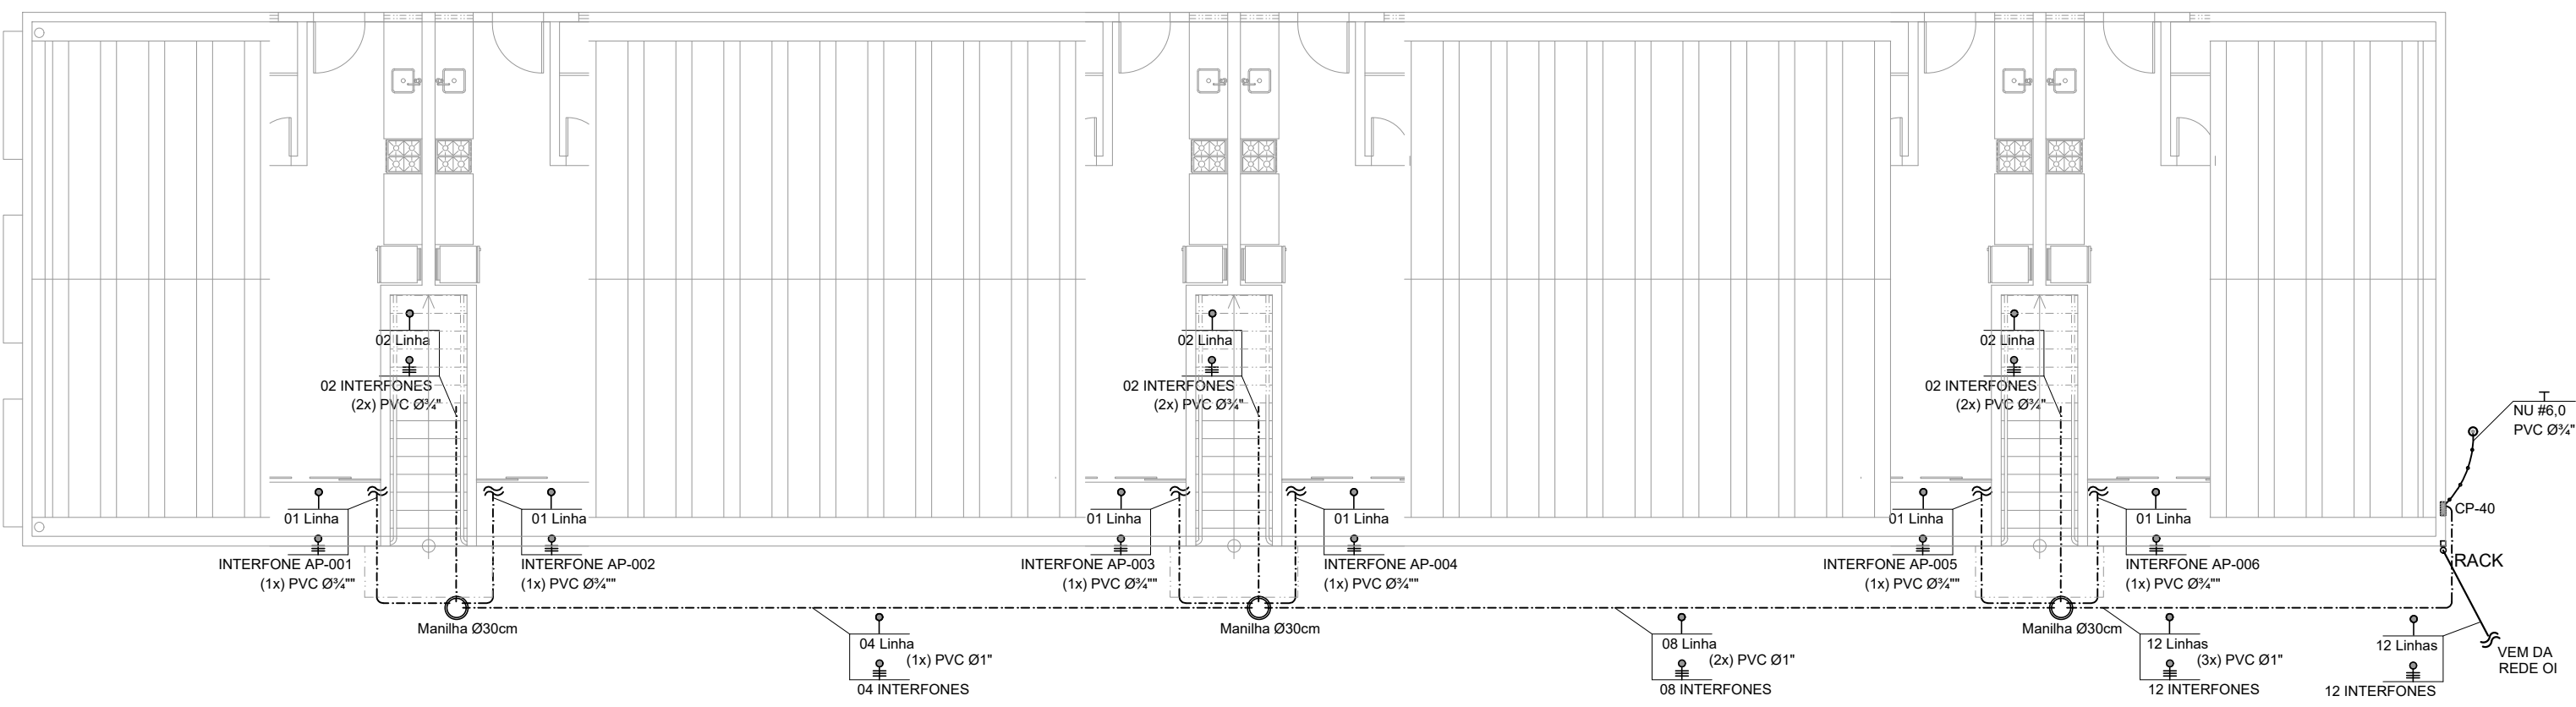 02 Linha
02 INTERFONES
(2x) PVC Ø¾"
02 Linha
02 INTERFONES
(2x) PVC Ø¾"
02 Linha
02 INTERFONES
(2x) PVC Ø¾"
T
NU #6,0
PVC Ø¾"
CP-40
RACK
01 Linha
INTERFONE AP-001
(1x) PVC Ø¾""
01 Linha
INTERFONE AP-002
(1x) PVC Ø¾""
01 Linha
INTERFONE AP-003
(1x) PVC Ø¾""
01 Linha
INTERFONE AP-004
(1x) PVC Ø¾""
01 Linha
INTERFONE AP-005
(1x) PVC Ø¾""
01 Linha
INTERFONE AP-006
(1x) PVC Ø¾""
Manilha Ø30cm
Manilha Ø30cm
Manilha Ø30cm
04 Linha
(1x) PVC Ø1"
04 INTERFONES
08 Linha
(2x) PVC Ø1"
08 INTERFONES
12 Linhas
(3x) PVC Ø1"
12 INTERFONES
12 Linhas
12 INTERFONES
VEM DA
REDE OI